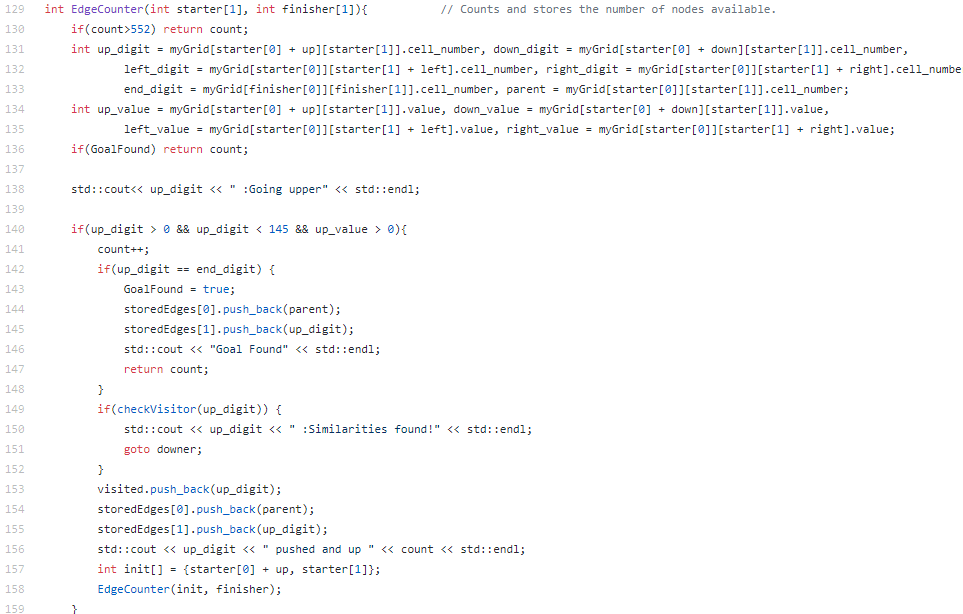 129 int EdgeCounter(int starter[1], int finisher[1]){ // Counts and stores the number of nodes available.
130 if(count>552) return count;
131 int up_digit = myGrid[starter[0] + up][starter[1]].cell_number, down_digit = myGrid[starter[0] + down][starter[1]].cell_number,
132 left_digit = myGrid[starter[0]][starter[1] + left].cell_number, right_digit = myGrid[starter[0]][starter[1] + right].cell_numbe
133 end_digit = myGrid[finisher[0]][finisher[1]].cell_number, parent = myGrid[starter[0]][starter[1]].cell_number;
134 int up_value = myGrid[starter[0] + up][starter[1]].value, down_value = myGrid[starter[0] + down][starter[1]].value,
135 left_value = myGrid[starter[0]][starter[1] + left].value, right_value = myGrid[starter[0]][starter[1] + right].value;
136 if(GoalFound) return count;
137
138 std::cout<< up_digit << " :Going upper" << std::endl;
139
140 if(up_digit > 0 && up_digit < 145 && up_value > 0){
141 count++;
142 if(up_digit == end_digit) {
143 GoalFound = true;
144 storedEdges[0].push_back(parent);
145 storedEdges[1].push_back(up_digit);
146 std::cout << "Goal Found" << std::endl;
147 return count;
148 }
149 if(checkVisitor(up_digit)) {
150 std::cout << up_digit << " :Similarities found!" << std::endl;
151 goto downer;
152 }
153 visited.push_back(up_digit);
154 storedEdges[0].push_back(parent);
155 storedEdges[1].push_back(up_digit);
156 std::cout << up_digit << " pushed and up " << count << std::endl;
157 int init[] = {starter[0] + up, starter[1]};
158 EdgeCounter(init, finisher);
159 }